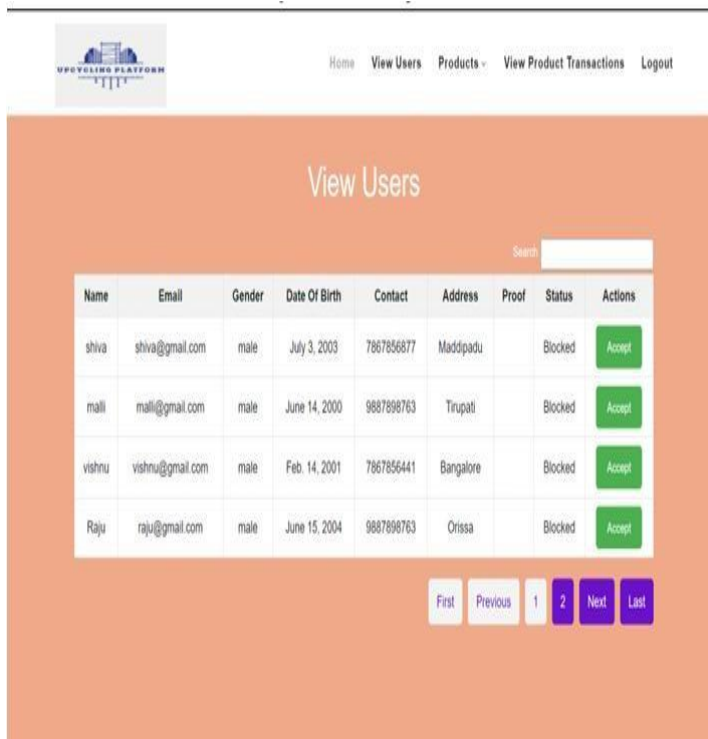 UPCYCLING PLATFORM
Home View Users Products View Product Transactions Logout
View Users
Search
Name Email Gender Date Of Birth Contact Address Proof Status Actions
shiva shiva@gmail.com male July 3, 2003 7867856877 Maddipadu Blocked Accept
malli malli@gmail.com male June 14, 2000 9887898763 Tirupati Blocked Accept
vishnu vishnu@gmail.com male Feb. 14, 2001 7867856441 Bangalore Blocked Accept
Raju raju@gmail.com male June 15, 2004 9887898763 Orissa Blocked Accept
First Previous 1 2 Next Last